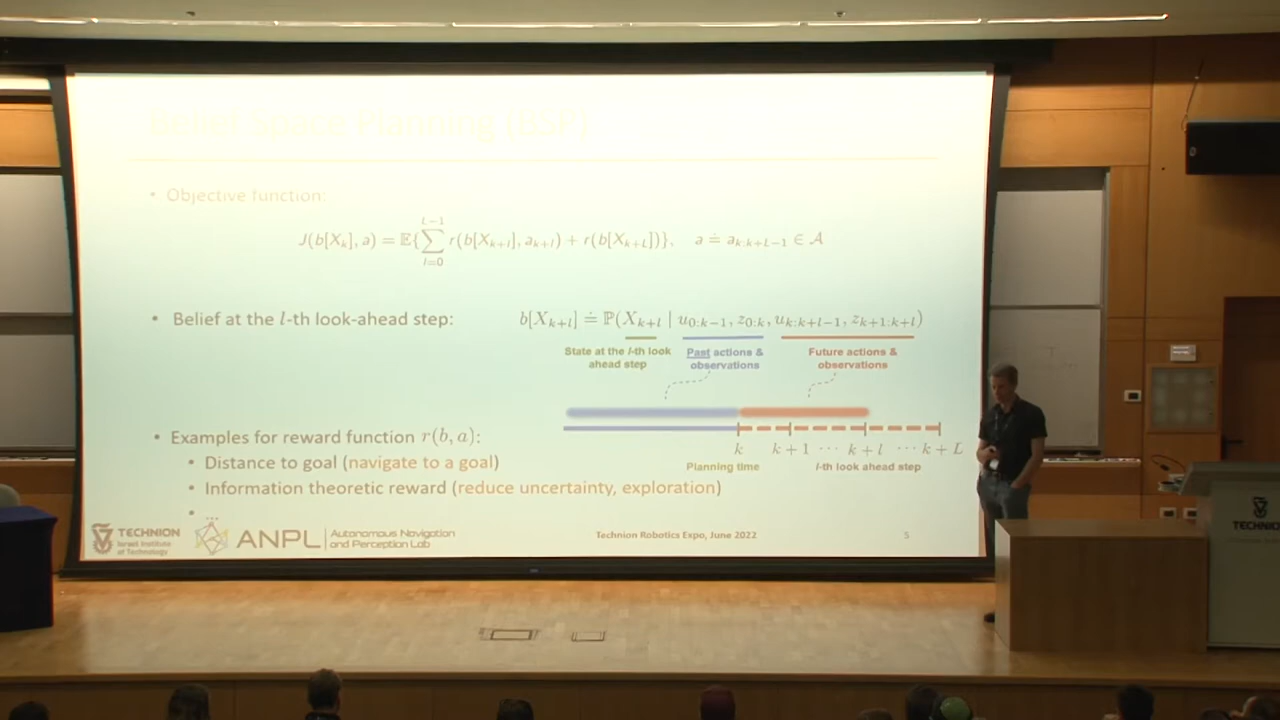 Belief Space Planning (BSP)
• Objective function:
J(b[X_k], a) = 𝔼{∑_{l=0}^{L−1} r(b[X_{k+l}], a_{k+l}) + r(b[X_{k+L}])}, a ≐ a_{k:k+L−1} ∈ 𝒜
• Belief at the l-th look-ahead step: b[X_{k+l}] ≐ ℙ(X_{k+l} | u_{0:k−1}, z_{0:k}, u_{k:k+l−1}, z_{k+1:k+l})
State at the l-th look
ahead step
Past actions &
observations
Future actions &
observations
• Examples for reward function r(b, a):
k k + 1 ⋯ k + l ⋯ k + L
• Distance to goal (navigate to a goal)
Planning time l-th look ahead step
• Information theoretic reward (reduce uncertainty, exploration)
• ...
TECHNION
Israel Institute
of Technology
ANPL
Autonomous Navigation
and Perception Lab
Technion Robotics Expo, June 2022
5
TECHNION